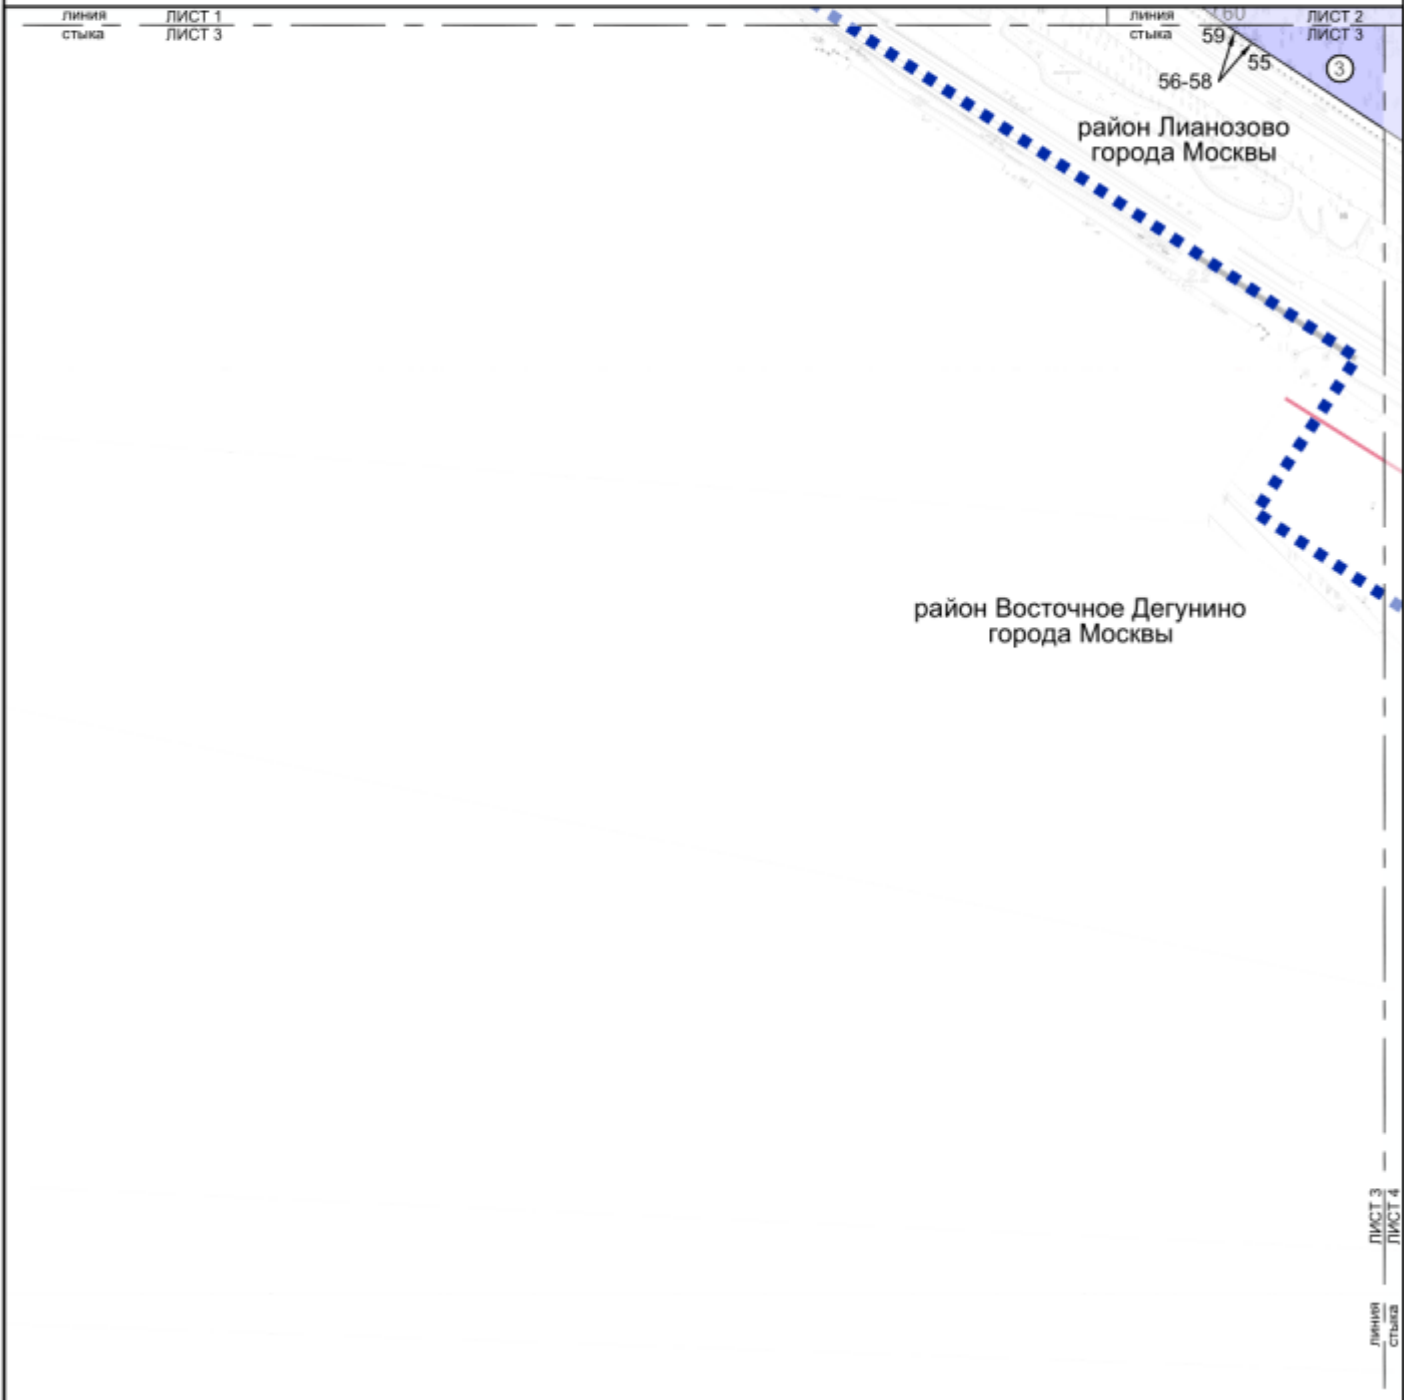 линия ЛИСТ 1
стыка ЛИСТ 3
линия 60 ЛИСТ 2
стыка 59 ЛИСТ 3
55
3
56-58
район Лианозово
города Москвы
район Восточное Дегунино
города Москвы
ЛИСТ 3
ЛИСТ 4
линия
стыка